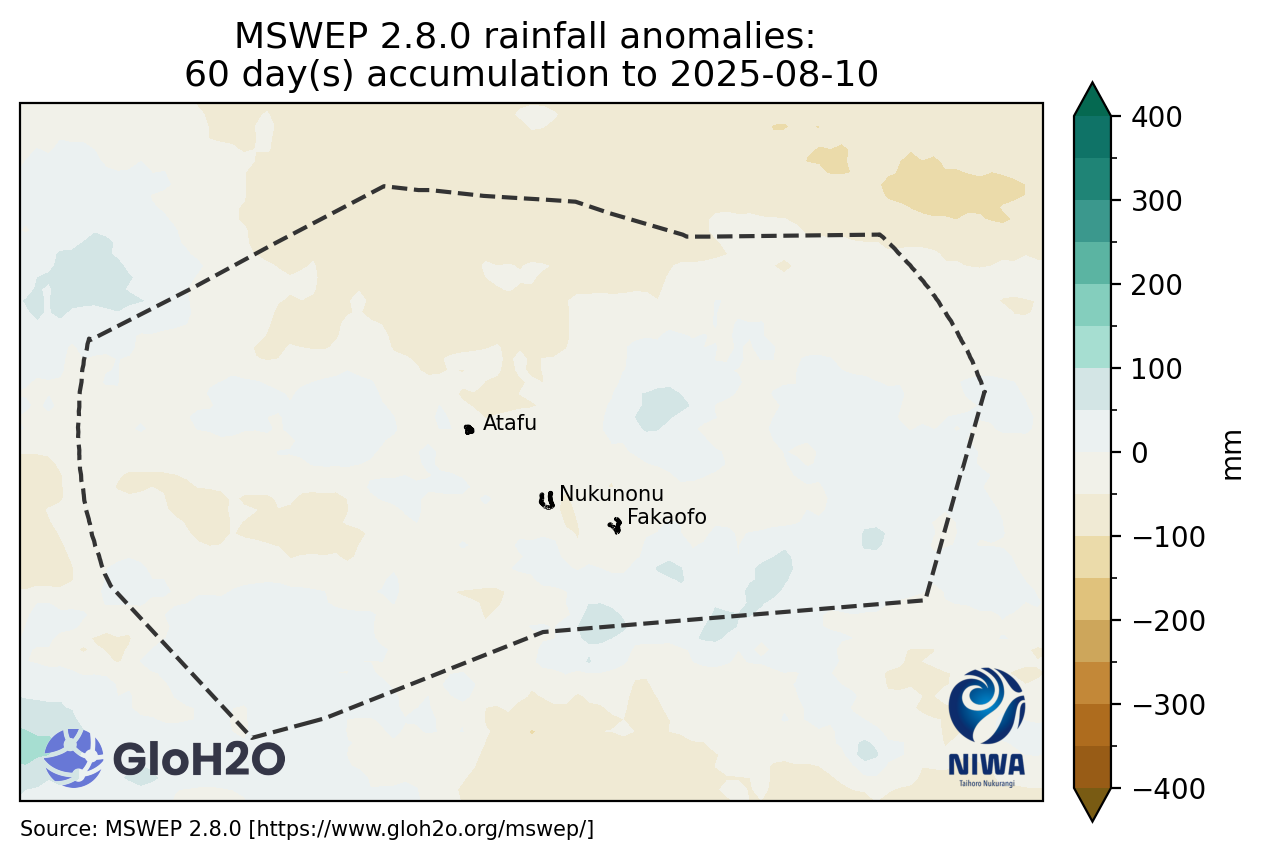 MSWEP 2.8.0 rainfall anomalies:
60 day(s) accumulation to 2025-08-10
400
300
200
100
0
−100
−200
−300
−400
mm
Atafu
Nukunonu
Fakaofo
GloH2O
NIWA
Taihoro Nukurangi
Source: MSWEP 2.8.0 [https://www.gloh2o.org/mswep/]